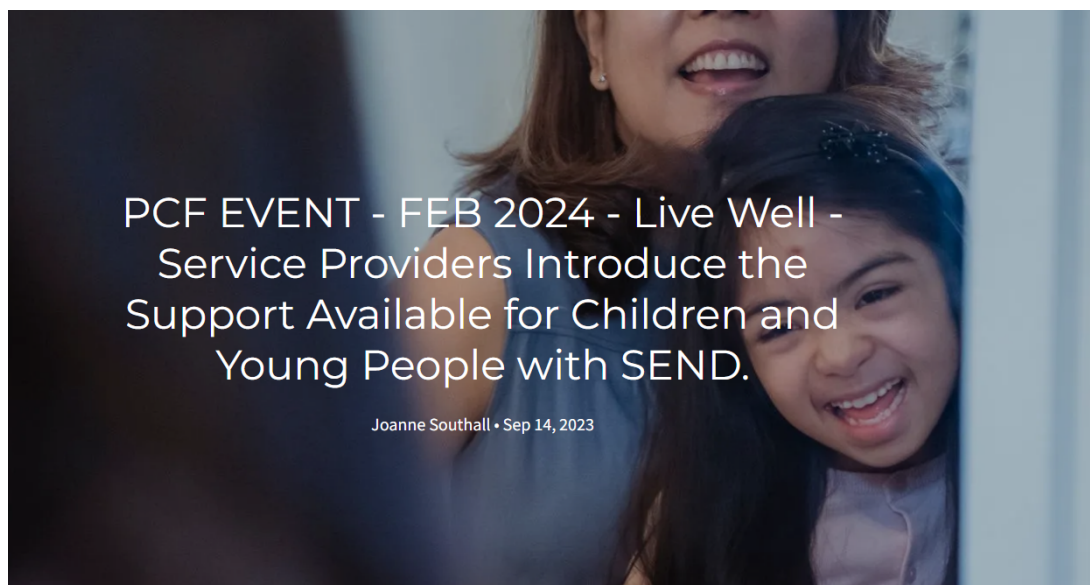 PCF EVENT - FEB 2024 - Live Well -
Service Providers Introduce the
Support Available for Children and
Young People with SEND.
Joanne Southall • Sep 14, 2023